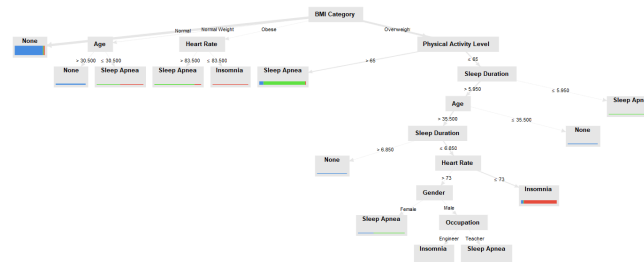 BMI Category
Normal
Normal Weight
Obese
Overweight
None
Age
Heart Rate
Physical Activity Level
> 30.500
≤ 30.500
> 83.500
≤ 83.500
> 65
≤ 65
None
Sleep Apnea
Sleep Apnea
Insomnia
Sleep Apnea
Sleep Duration
> 5.950
≤ 5.950
Age
Sleep Apn
> 35.500
≤ 35.500
Sleep Duration
None
> 6.850
≤ 6.850
None
Heart Rate
> 73
≤ 73
Gender
Insomnia
Female
Male
Sleep Apnea
Occupation
Engineer
Teacher
Insomnia
Sleep Apnea